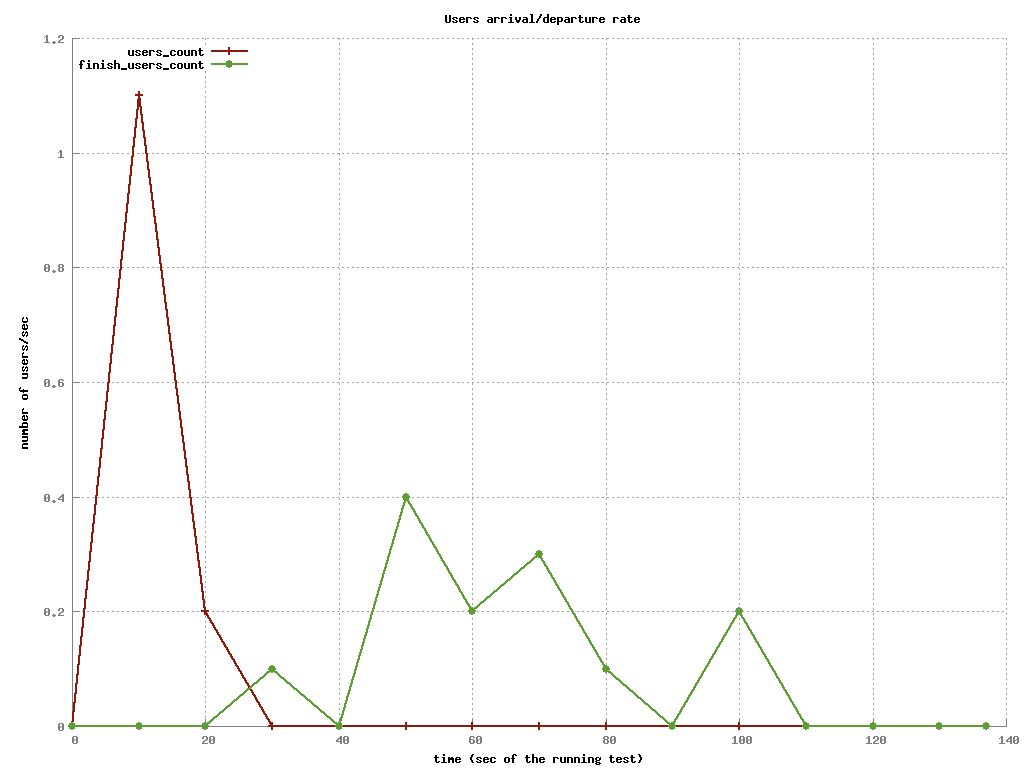 Users arrival/departure rate
1.2
users_count
finish_users_count
1
0.8
0.6
0.4
0.2
0
number of users/sec
0 20 40 60 80 100 120 140
time (sec of the running test)